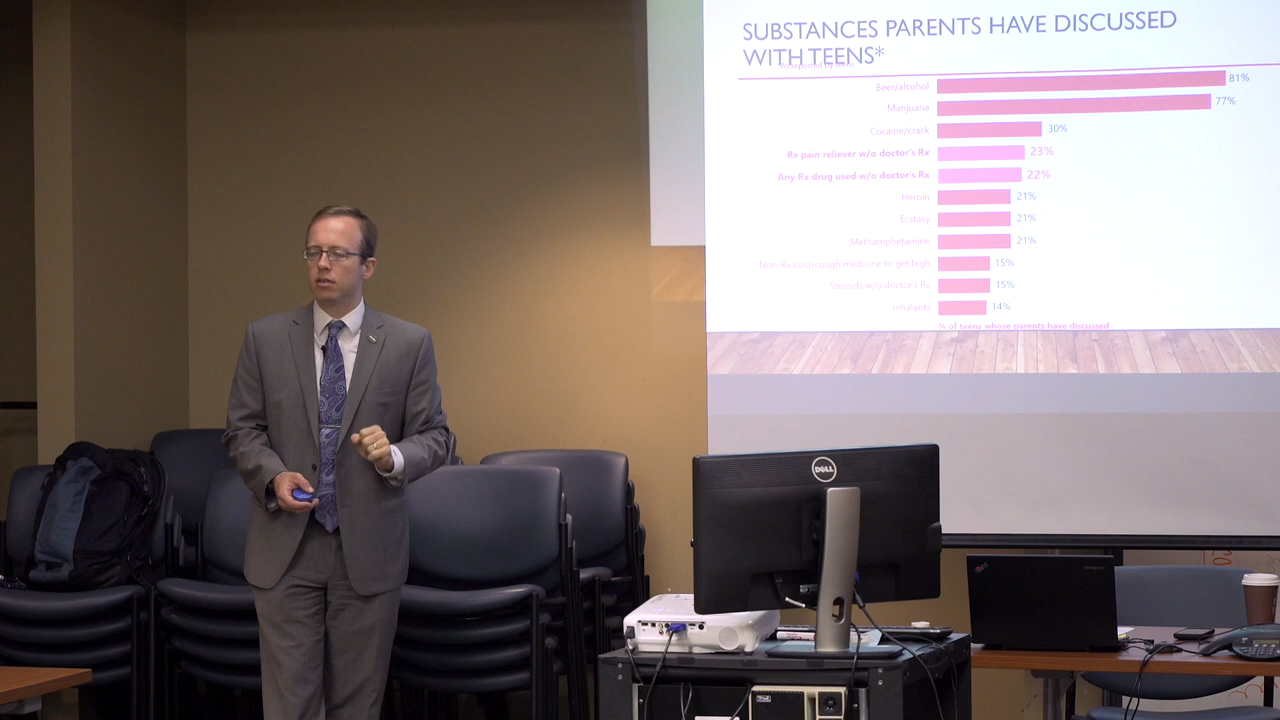 SUBSTANCES PARENTS HAVE DISCUSSED
WITH TEENS*
Beer/alcohol 81%
Marijuana 77%
Cocaine/crack 30%
Rx pain reliever w/o doctor's Rx 23%
Any Rx drug used w/o doctor's Rx 22%
Heroin 21%
Ecstasy 21%
Methamphetamine 21%
Non-Rx cold/cough medicine to get high 15%
Steroids w/o doctor's Rx 15%
Inhalants 14%
% of teens whose parents have discussed
DELL